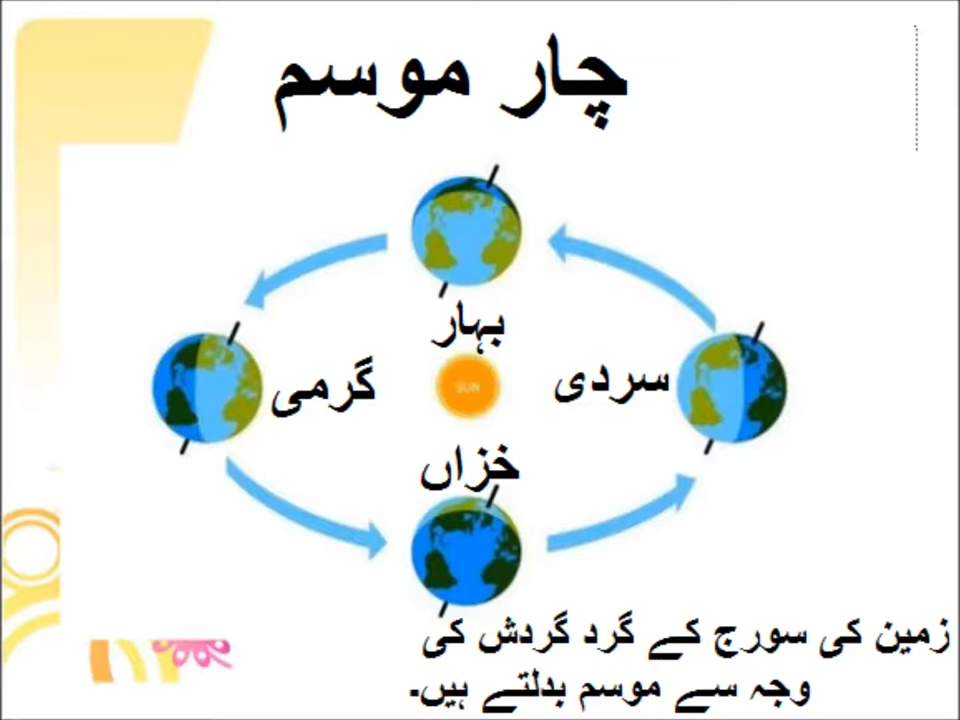 چار موسم
بہار
گرمی
SUN
سردی
خزاں
زمین کی سورج کے گرد گردش کی
وجہ سے موسم بدلتے ہیں۔